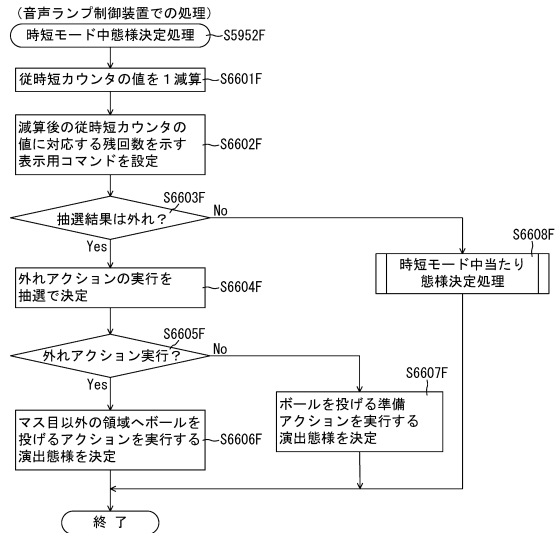 （音声ランプ制御装置での処理）
時短モード中態様決定処理
S5952F
従時短カウンタの値を１減算
S6601F
減算後の従時短カウンタの
値に対応する残回数を示す
表示用コマンドを設定
S6602F
S6603F
抽選結果は外れ？
No
Yes
S6608F
時短モード中当たり
態様決定処理
外れアクションの実行を
抽選で決定
S6604F
S6605F
外れアクション実行？
No
Yes
S6607F
ボールを投げる準備
アクションを実行する
演出態様を決定
マス目以外の領域へボールを
投げるアクションを実行する
演出態様を決定
S6606F
終 了